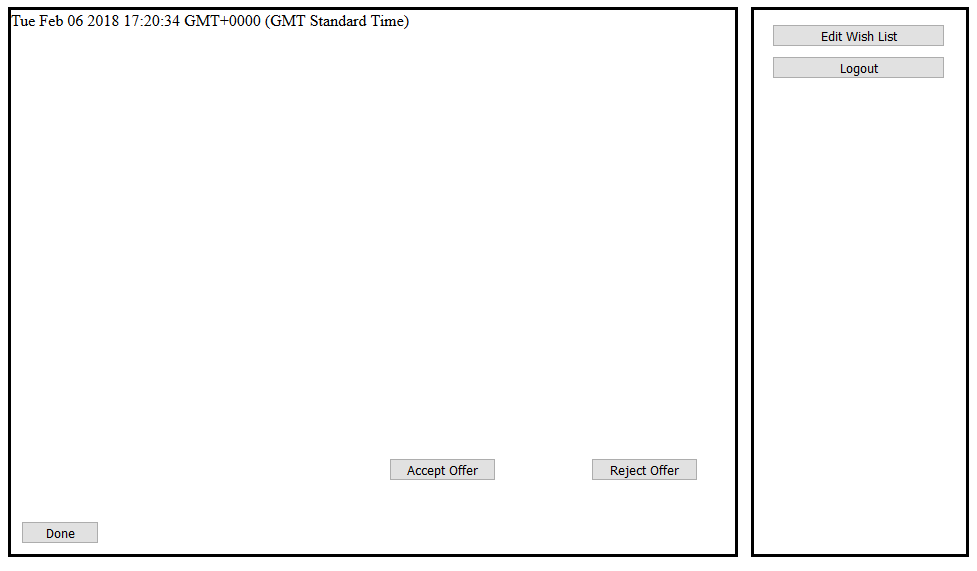 Tue Feb 06 2018 17:20:34 GMT+0000 (GMT Standard Time)
Edit Wish List
Logout
Accept Offer
Reject Offer
Done